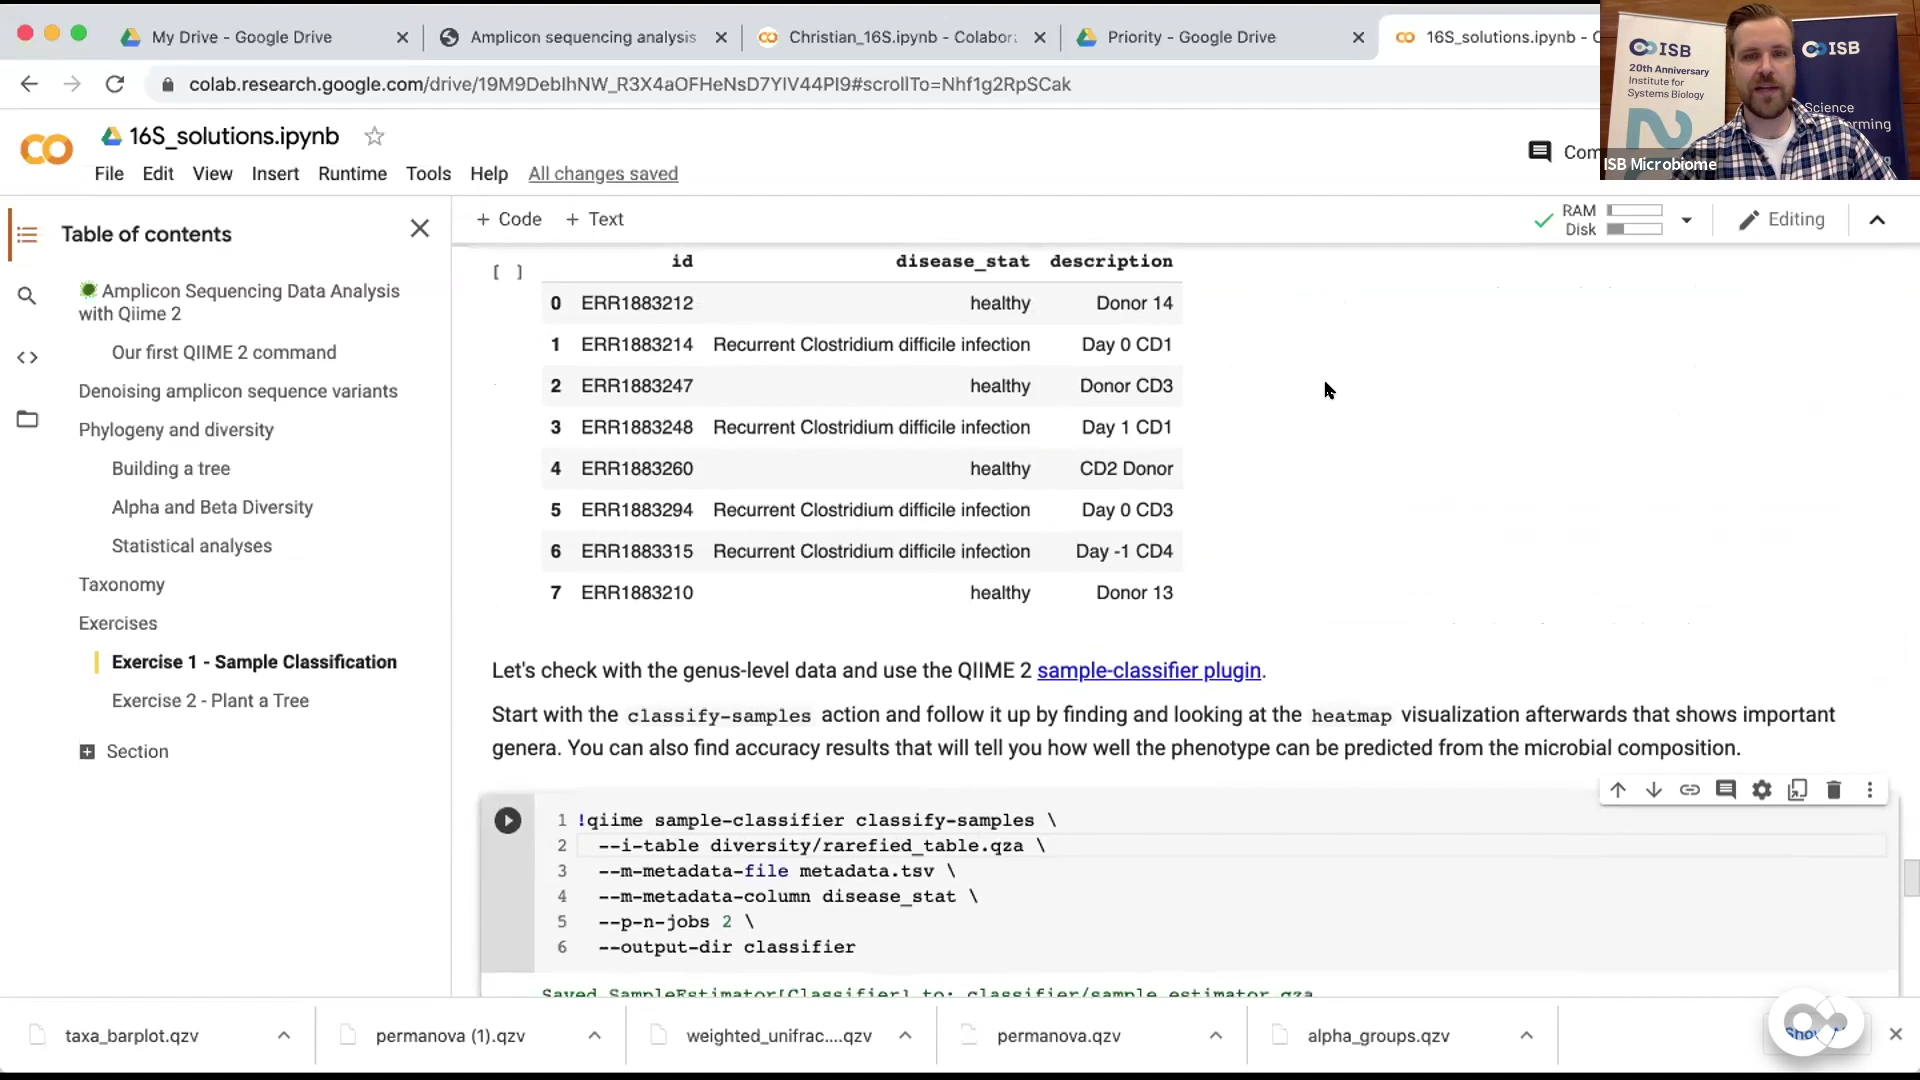 My Drive - Google Drive
Amplicon sequencing analysis
Christian_16S.ipynb - Colabor
Priority - Google Drive
16S_solutions.ipynb - C
colab.research.google.com/drive/19M9DebIhNW_R3X4aOFHeNsD7YIV44PI9#scrollTo=Nhf1g2RpSCak
ISB
20th Anniversary
Institute for
Systems Biology
ISB
Science
ISB Microbiome
16S_solutions.ipynb
File Edit View Insert Runtime Tools Help All changes saved
Com
+ Code + Text
RAM
Disk
Editing
Table of contents
Amplicon Sequencing Data Analysis
with Qiime 2
Our first QIIME 2 command
Denoising amplicon sequence variants
Phylogeny and diversity
Building a tree
Alpha and Beta Diversity
Statistical analyses
Taxonomy
Exercises
Exercise 1 - Sample Classification
Exercise 2 - Plant a Tree
Section
[ ]
id disease_stat description
0 ERR1883212 healthy Donor 14
1 ERR1883214 Recurrent Clostridium difficile infection Day 0 CD1
2 ERR1883247 healthy Donor CD3
3 ERR1883248 Recurrent Clostridium difficile infection Day 1 CD1
4 ERR1883260 healthy CD2 Donor
5 ERR1883294 Recurrent Clostridium difficile infection Day 0 CD3
6 ERR1883315 Recurrent Clostridium difficile infection Day -1 CD4
7 ERR1883210 healthy Donor 13
Let's check with the genus-level data and use the QIIME 2 sample-classifier plugin.
Start with the classify-samples action and follow it up by finding and looking at the heatmap visualization afterwards that shows important
genera. You can also find accuracy results that will tell you how well the phenotype can be predicted from the microbial composition.
1 !qiime sample-classifier classify-samples \
2 --i-table diversity/rarefied_table.qza \
3 --m-metadata-file metadata.tsv \
4 --m-metadata-column disease_stat \
5 --p-n-jobs 2 \
6 --output-dir classifier
Saved SampleEstimator[Classifier] to: classifier/sample_estimator.qza
taxa_barplot.qzv
permanova (1).qzv
weighted_unifrac....qzv
permanova.qzv
alpha_groups.qzv